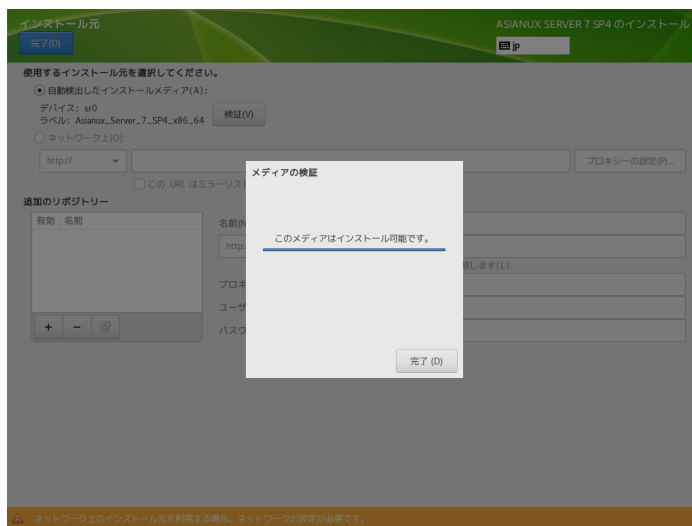 インストール元
ASIANUX SERVER 7 SP4 のインストール
完了(D)
jp
使用するインストール元を選択してください。
自動検出したインストールメディア(A):
デバイス: sr0
ラベル: Asianux_Server_7_SP4_x86_64
検証(V)
ネットワーク上(O):
http://
プロキシーの設定(P)...
この URL はミラーリスト
メディアの検証
追加のリポジトリー
有効 名前
名前(N
このメディアはインストール可能です。
http:
します(L)
プロキ
ユーザ
パスワ
完了 (D)
ネットワーク上のインストール元を利用する場合、ネットワークの設定が必要です。